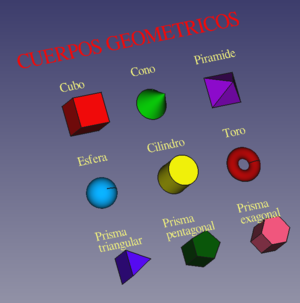 CUERPOS GEOMETRICOS
Cubo
Cono
Piramide
Esfera
Cilindro
Toro
Prisma
triangular
Prisma
pentagonal
Prisma
exagonal